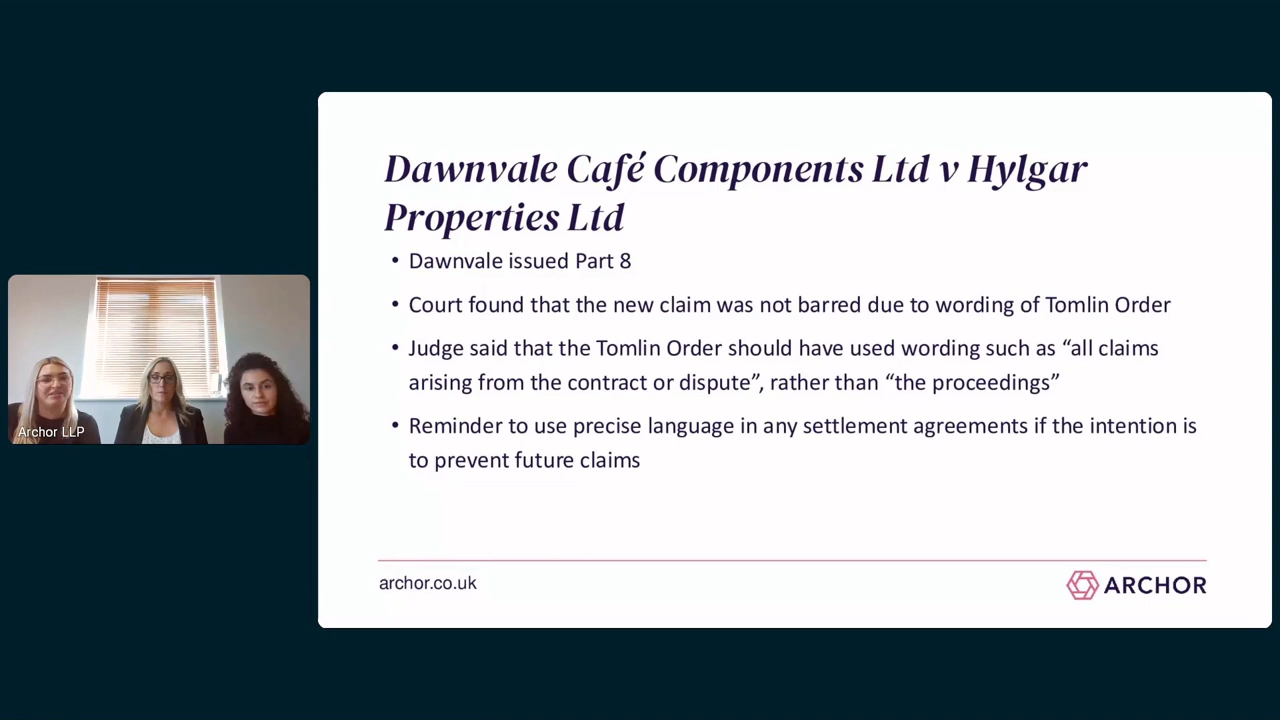 Dawnvale Café Components Ltd v Hylgar
Properties Ltd
• Dawnvale issued Part 8
• Court found that the new claim was not barred due to wording of Tomlin Order
• Judge said that the Tomlin Order should have used wording such as “all claims
arising from the contract or dispute”, rather than “the proceedings”
• Reminder to use precise language in any settlement agreements if the intention is
to prevent future claims
Archor LLP
archor.co.uk
ARCHOR